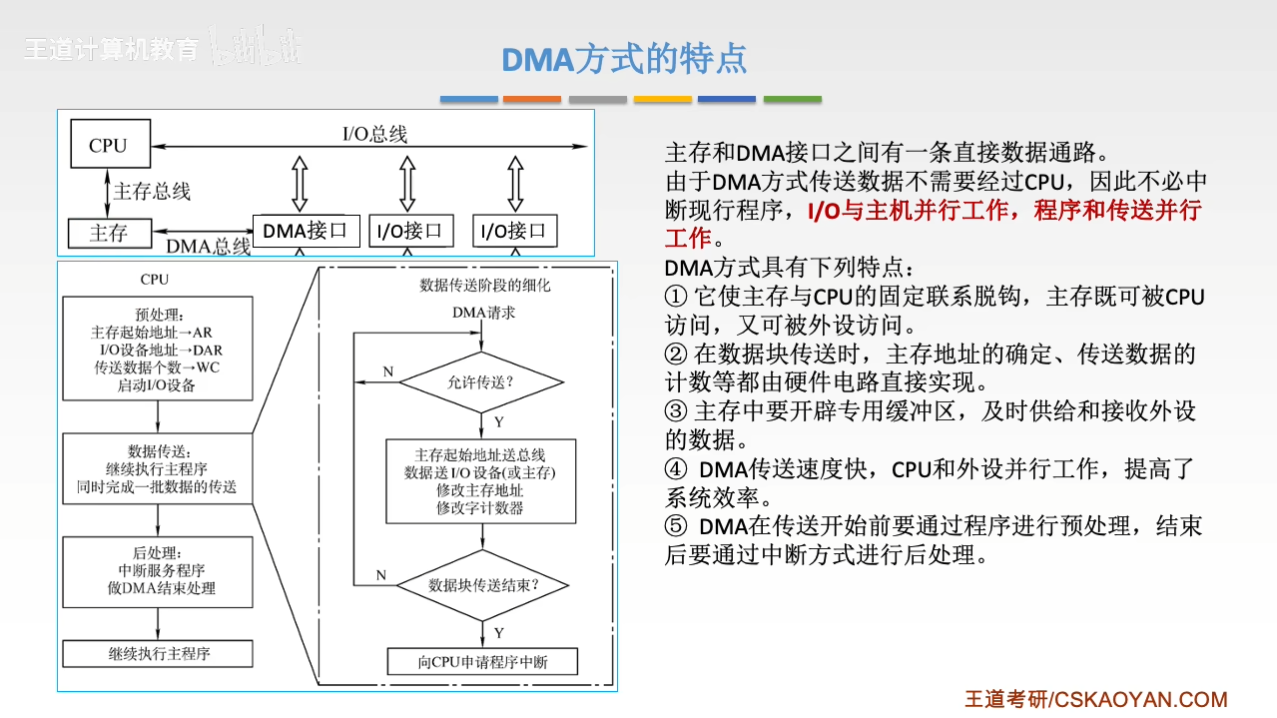 王道计算机教育 bilibili
DMA方式的特点
CPU
I/O总线
主存总线
主存
DMA总线
DMA接口
I/O接口
I/O接口
CPU
预处理：
主存起始地址→AR
I/O设备地址→DAR
传送数据个数→WC
启动I/O设备
数据传送：
继续执行主程序
同时完成一批数据的传送
后处理：
中断服务程序
做DMA结束处理
继续执行主程序
数据传送阶段的细化
DMA请求
允许传送？
N
Y
主存起始地址送总线
数据送I/O设备(或主存)
修改主存地址
修改字计数器
数据块传送结束？
N
Y
向CPU申请程序中断
主存和DMA接口之间有一条直接数据通路。
由于DMA方式传送数据不需要经过CPU，因此不必中
断现行程序，I/O与主机并行工作，程序和传送并行
工作。
DMA方式具有下列特点：
① 它使主存与CPU的固定联系脱钩，主存既可被CPU
访问，又可被外设访问。
② 在数据块传送时，主存地址的确定、传送数据的
计数等都由硬件电路直接实现。
③ 主存中要开辟专用缓冲区，及时供给和接收外设
的数据。
④ DMA传送速度快，CPU和外设并行工作，提高了
系统效率。
⑤ DMA在传送开始前要通过程序进行预处理，结束
后要通过中断方式进行后处理。
王道考研/CSKAOYAN.COM